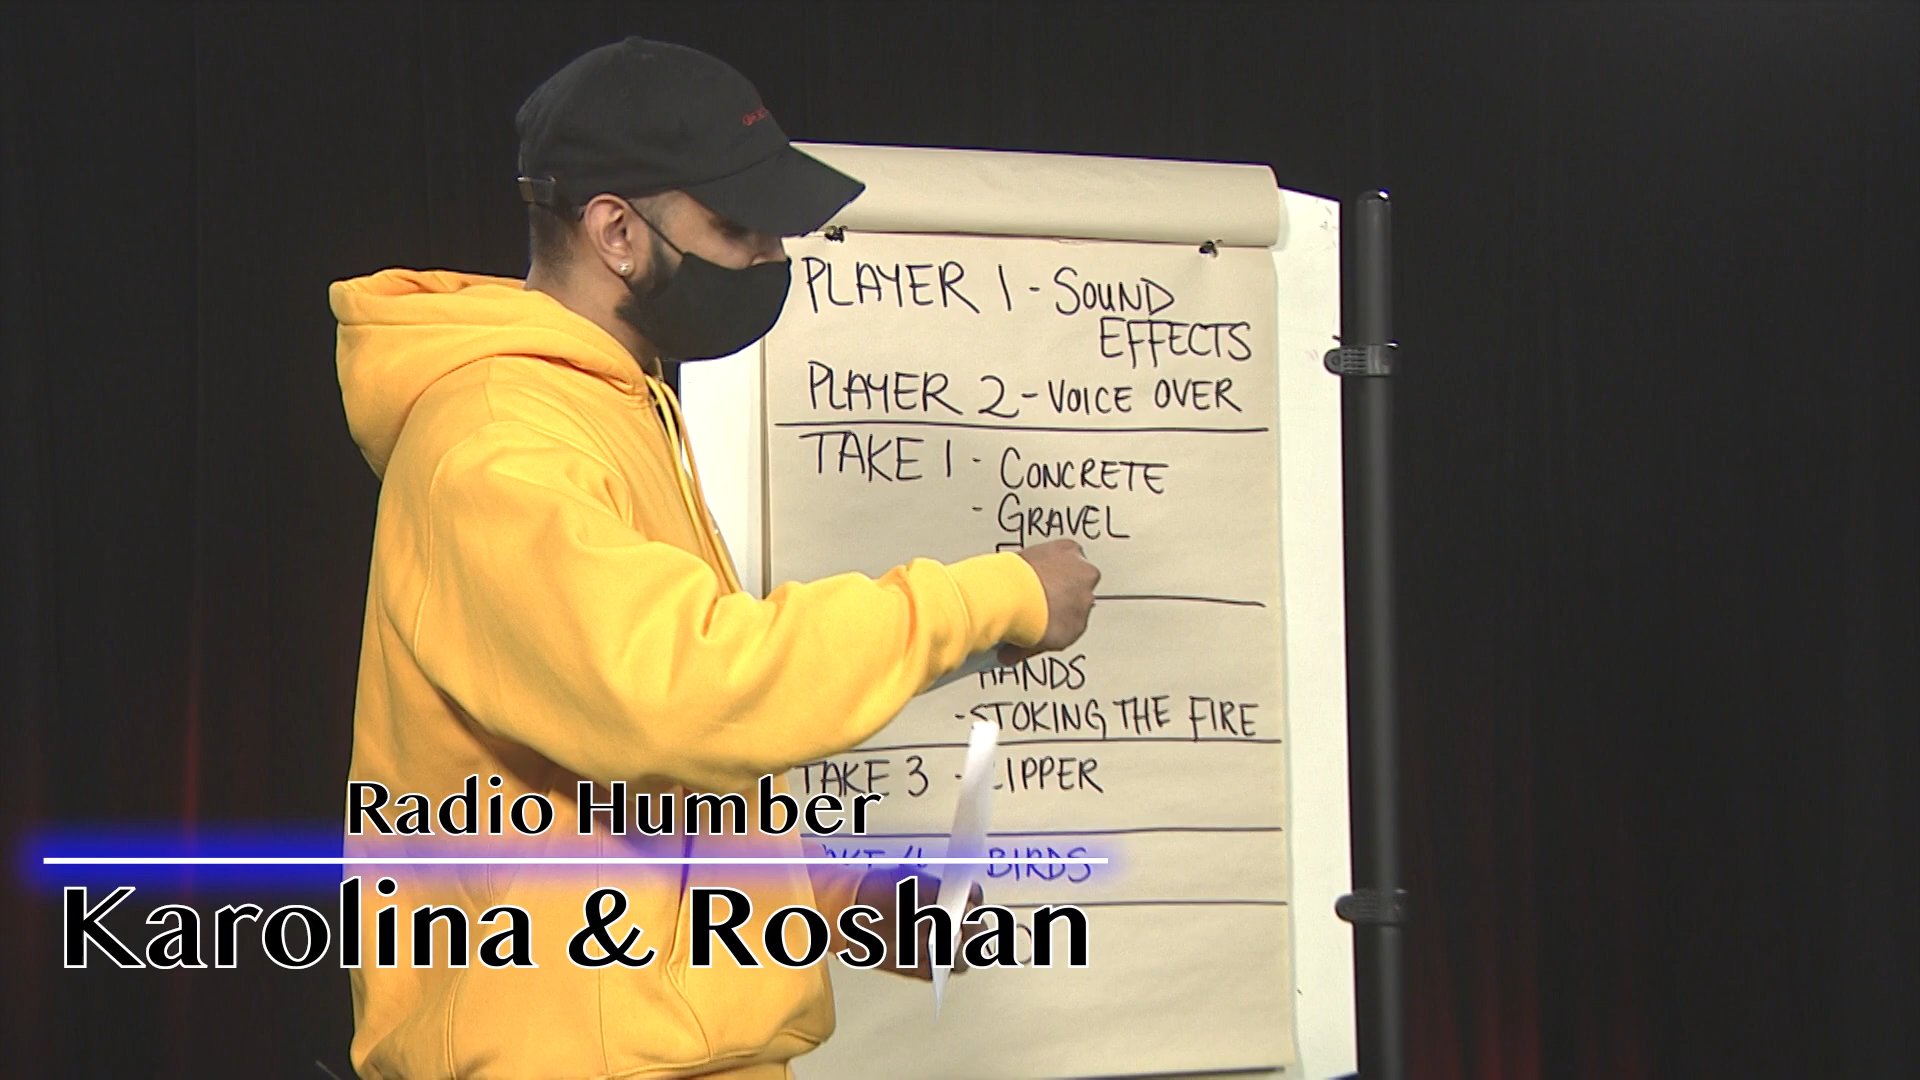 PLAYER 1 - SOUND
EFFECTS
PLAYER 2 - VOICE OVER
TAKE 1 - CONCRETE
- GRAVEL
HANDS
- STOKING THE FIRE
TAKE 3 -
BIRDS
Radio Humber
Karolina & Roshan